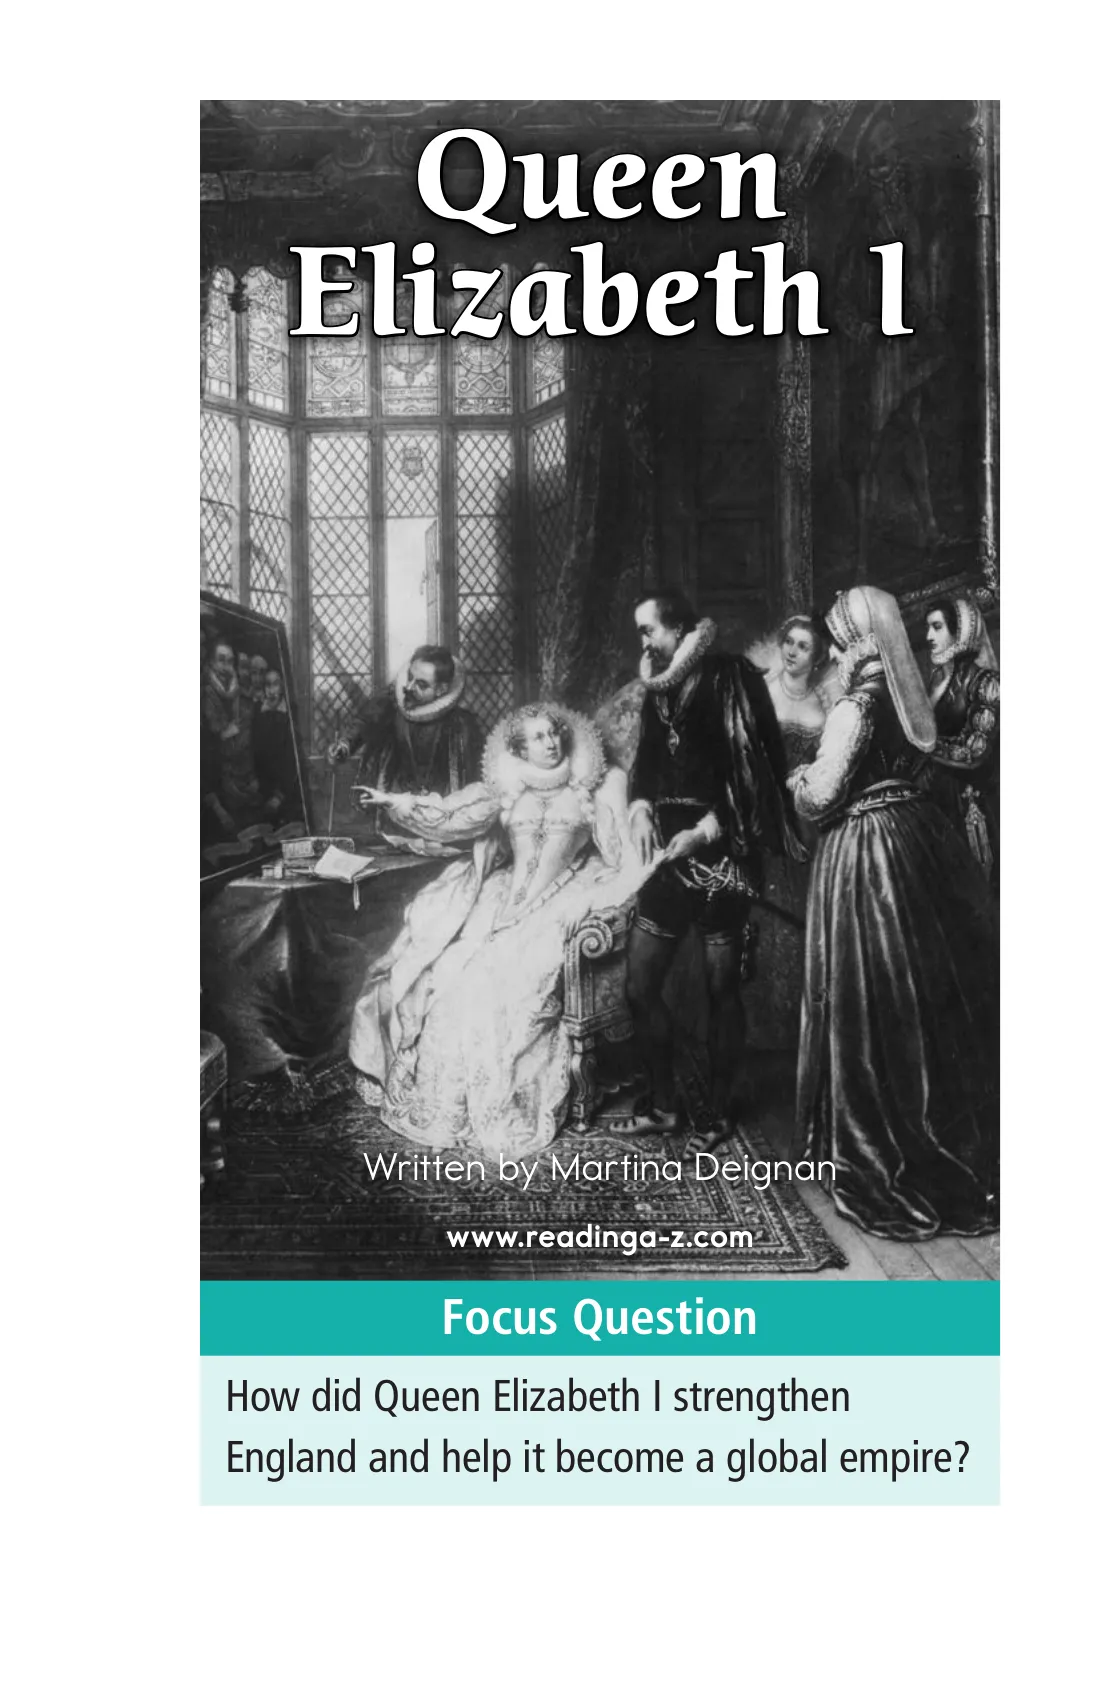 Queen
Elizabeth I
Written by Martina Deignan
www.readinga-z.com
Focus Question
How did Queen Elizabeth I strengthen
England and help it become a global empire?